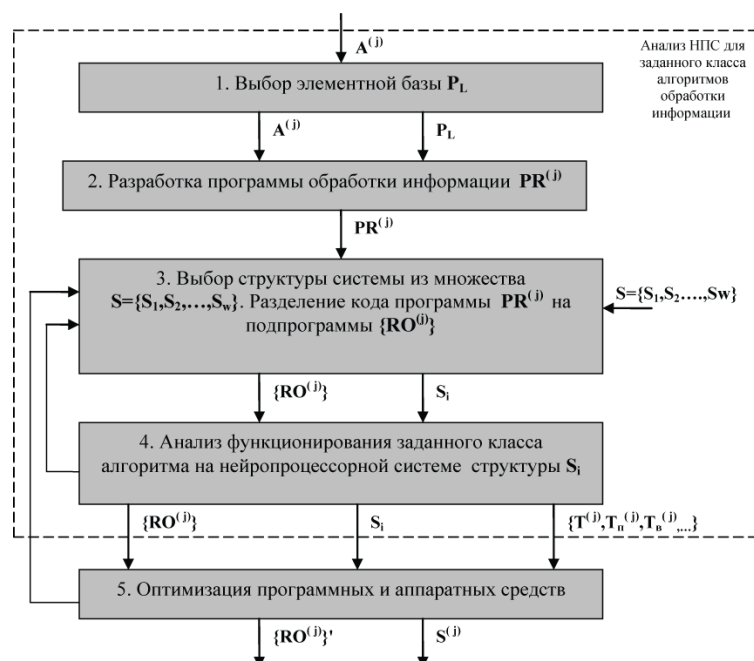 A( j)
Анализ НПС для
заданного класса
алгоритмов
обработки
информации
1. Выбор элементной базы PL
A( j)
PL
2. Разработка программы обработки информации PR( j)
PR( j)
3. Выбор структуры системы из множества
S={S1,S2,…,Sw}. Разделение кода программы PR( j) на
подпрограммы {RO(j)}
S={S1,S2….,Sw}
{RO( j)}
Si
4. Анализ функционирования заданного класса
алгоритма на нейропроцессорной системе структуры Si
{RO( j)}
Si
{T( j),Tп( j),Tв( j),...}
5. Оптимизация программных и аппаратных средств
{RO( j)}'
S( j)